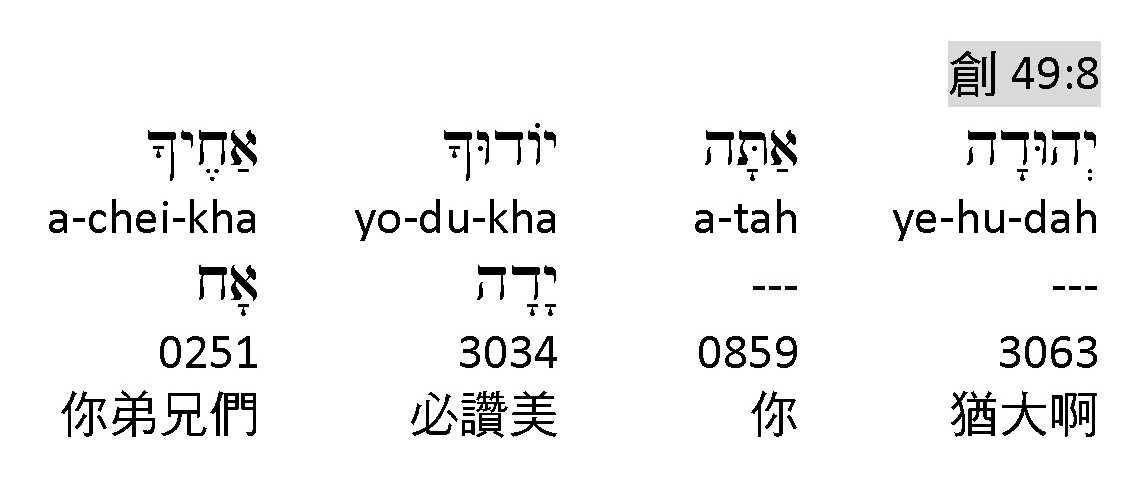 創 49:8
יְהוּדָה אַתָּה יוֹדוּךָ אַחֶיךָ
ye-hu-dah a-tah yo-du-kha a-chei-kha
--- --- יָדָה אָח
3063 0859 3034 0251
猶大啊 你 必讚美 你弟兄們